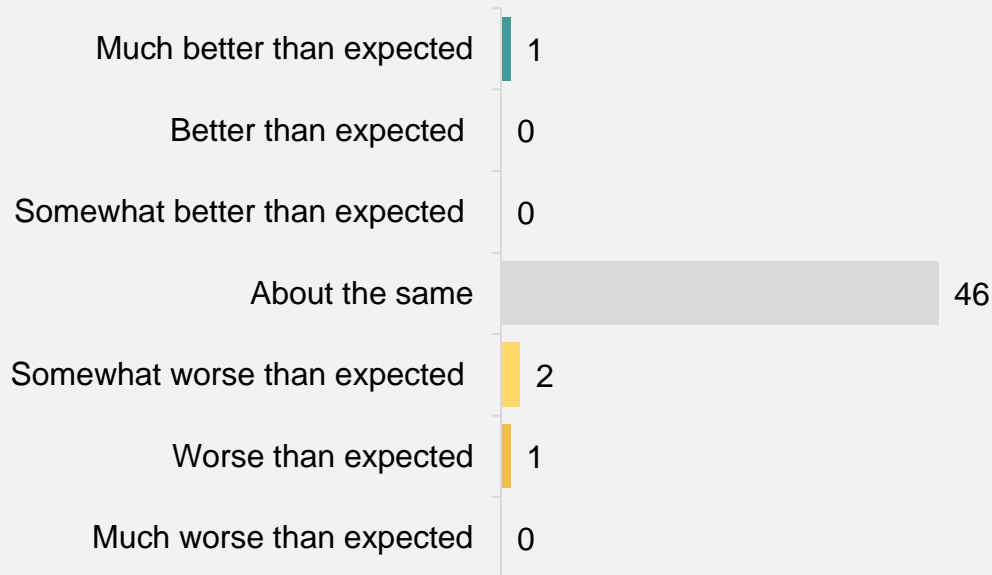 Much better than expected 1
Better than expected 0
Somewhat better than expected 0
About the same 46
Somewhat worse than expected 2
Worse than expected 1
Much worse than expected 0